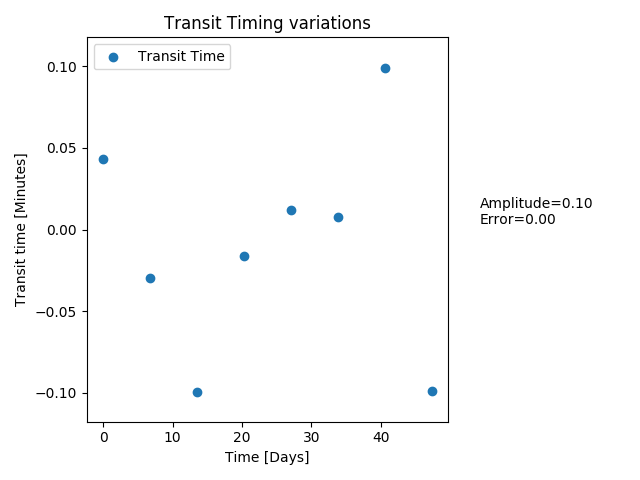 Transit Timing variations
Transit Time
0.10
0.05
0.00
−0.05
−0.10
Transit time [Minutes]
0 10 20 30 40
Time [Days]
Amplitude=0.10
Error=0.00